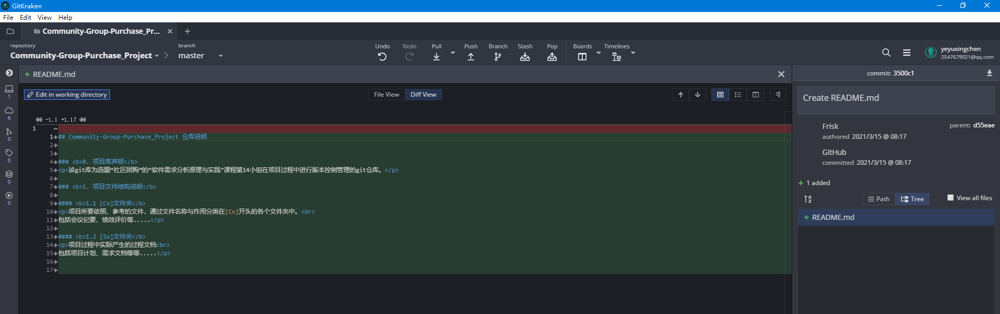 GitKraken
File Edit View Help
Community-Group-Purchase_Pr...
repository
Community-Group-Purchase_Project
branch
master
Undo Redo Pull Push Branch Stash Pop Boards Timelines
yeyuxingchen
2547679021@qq.com
+ README.md
Edit in working directory
File View Diff View
@@ -1,1 +1,17 @@
1 -
1+## Community-Group-Purchase_Project 仓库说明
2+
3+
4+### <b>0. 项目库声明</b>
5+<p>该git库为选题“社区团购”的“软件需求分析原理与实践"课程第14小组在项目过程中进行版本控制管理的git仓库。</p>
6+
7+### <b>1. 项目文件结构说明</b>
8+
9+#### <b>1.1 [Cx]文件夹</b>
10+<p>项目所要依照、参考的文件，通过文件名称与作用分类在[Cx]开头的各个文件夹中。<br>
11+包括会议纪要、绩效评价等.....</p>
12+
13+#### <b>1.2 [Sx]文件夹</b>
14+<p>项目过程中实际产生的过程文档<br>
15+包括项目计划、需求文档等等.....</p>
16+
17+
1
6
0
0
0
0
commit: 3500c1
Create README.md
Frisk
authored 2021/3/15 @ 08:17
parent: d55eae
GitHub
committed 2021/3/15 @ 08:17
+ 1 added
Path Tree
View all files
+ README.md